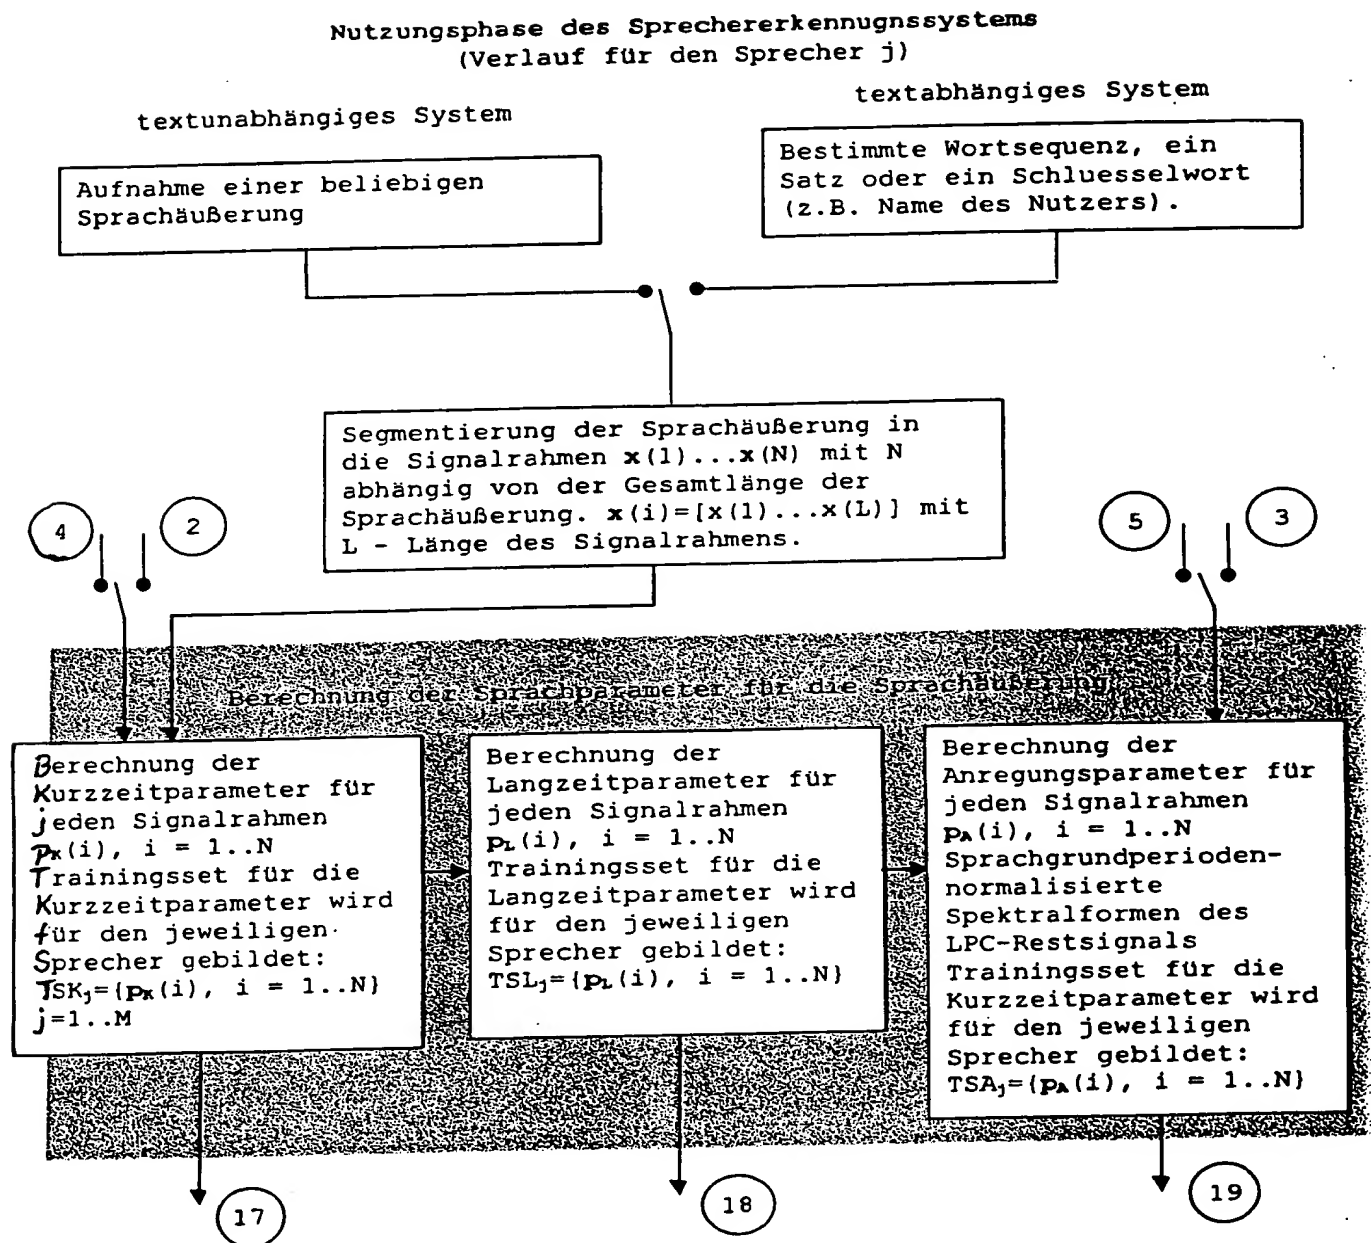 Nutzungsphase des Sprechererkennugnssystems
(Verlauf für den Sprecher j)
textunabhängiges System
textabhängiges System
Aufnahme einer beliebigen
Sprachäußerung
Bestimmte Wortsequenz, ein
Satz oder ein Schluesselwort
(z.B. Name des Nutzers).
Segmentierung der Sprachäußerung in
die Signalrahmen x(1)...x(N) mit N
abhängig von der Gesamtlänge der
Sprachäußerung. x(i)=[x(1)...x(L)] mit
L - Länge des Signalrahmens.
4
2
5
3
Berechnung der Sprachparameter für die Sprachäußerung
Berechnung der
Kurzzeitparameter für
jeden Signalrahmen
pK(i), i = 1..N
Trainingsset für die
Kurzzeitparameter wird
für den jeweiligen
Sprecher gebildet:
TSKj={pK(i), i = 1..N}
j=1..M
Berechnung der
Langzeitparameter für
jeden Signalrahmen
pL(i), i = 1..N
Trainingsset für die
Langzeitparameter wird
für den jeweiligen
Sprecher gebildet:
TSLj={pL(i), i = 1..N}
Berechnung der
Anregungsparameter für
jeden Signalrahmen
pA(i), i = 1..N
Sprachgrundperioden-
normalisierte
Spektralformen des
LPC-Restsignals
Trainingsset für die
Kurzzeitparameter wird
für den jeweiligen
Sprecher gebildet:
TSAj={pA(i), i = 1..N}
17
18
19